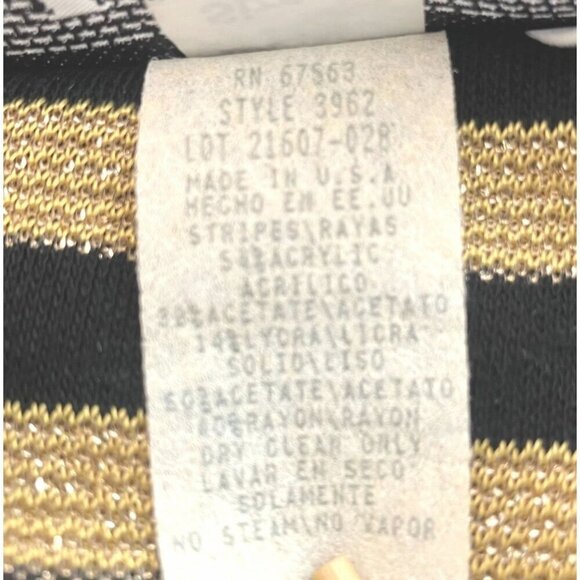 RN 67563
STYLE 3962
LOT 21607-028
MADE IN U.S.A
HECHO EN EE.UU
STRIPES\RAYAS
54%ACRYLIC
ACRILICO
32%ACETATE/ACETATO
14%LYCRA\LICRA
SOLID\LISO
60%ACETATE/ACETATO
40%RAYON\RAYON
DRY CLEAN ONLY
LAVAR EN SECO
SOLAMENTE
NO STEAM\NO VAPOR